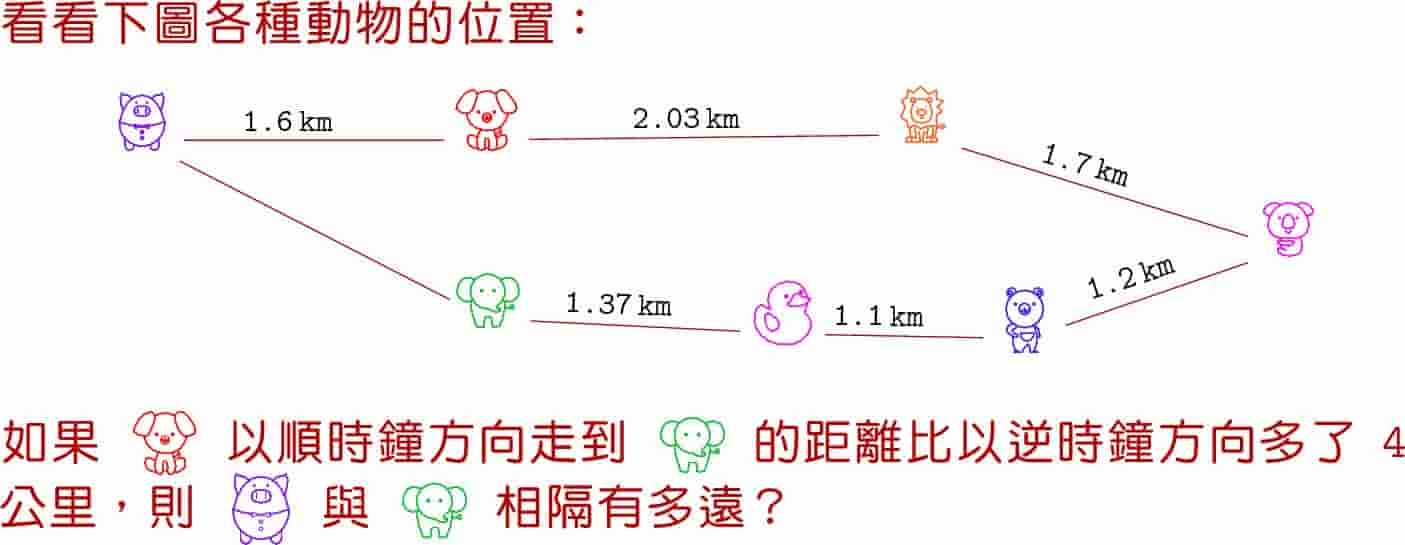 看看下圖各種動物的位置：
1.6 km
2.03 km
1.7 km
1.2 km
1.37 km
1.1 km
如果 以順時鐘方向走到 的距離比以逆時鐘方向多了 4
公里，則 與 相隔有多遠？